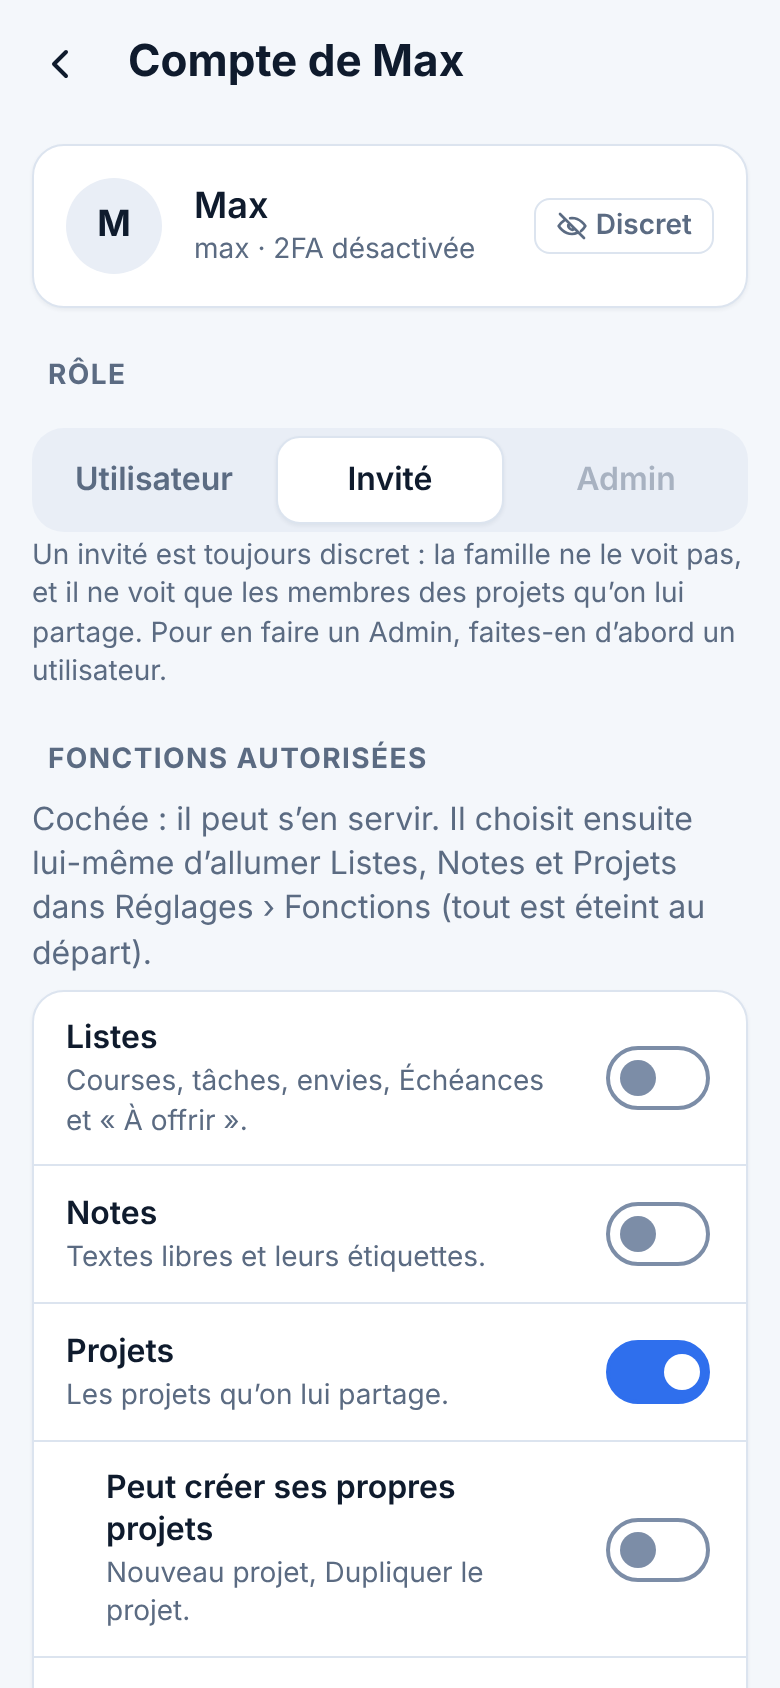 Compte de Max
M
Max
max · 2FA désactivée
Discret
RÔLE
Utilisateur
Invité
Admin
Un invité est toujours discret : la famille ne le voit pas,
et il ne voit que les membres des projets qu’on lui
partage. Pour en faire un Admin, faites-en d’abord un
utilisateur.
FONCTIONS AUTORISÉES
Cochée : il peut s’en servir. Il choisit ensuite
lui-même d’allumer Listes, Notes et Projets
dans Réglages › Fonctions (tout est éteint au
départ).
Listes
Courses, tâches, envies, Échéances
et « À offrir ».
Notes
Textes libres et leurs étiquettes.
Projets
Les projets qu’on lui partage.
Peut créer ses propres
projets
Nouveau projet, Dupliquer le
projet.